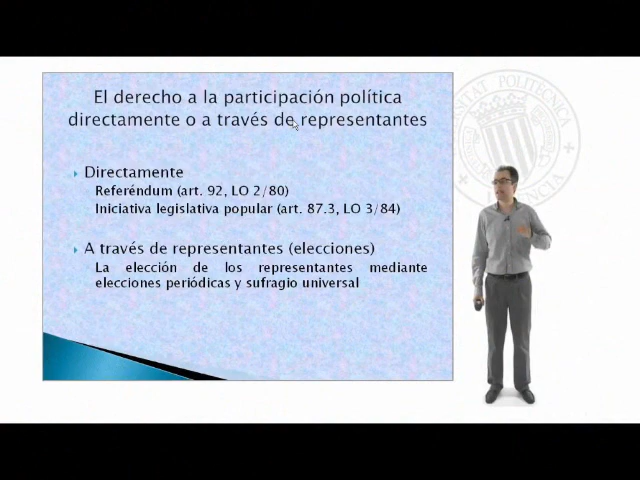 El derecho a la participación política
directamente o a través de representantes
Directamente
Referéndum (art. 92, LO 2/80)
Iniciativa legislativa popular (art. 87.3, LO 3/84)
A través de representantes (elecciones)
La elección de los representantes mediante
elecciones periódicas y sufragio universal